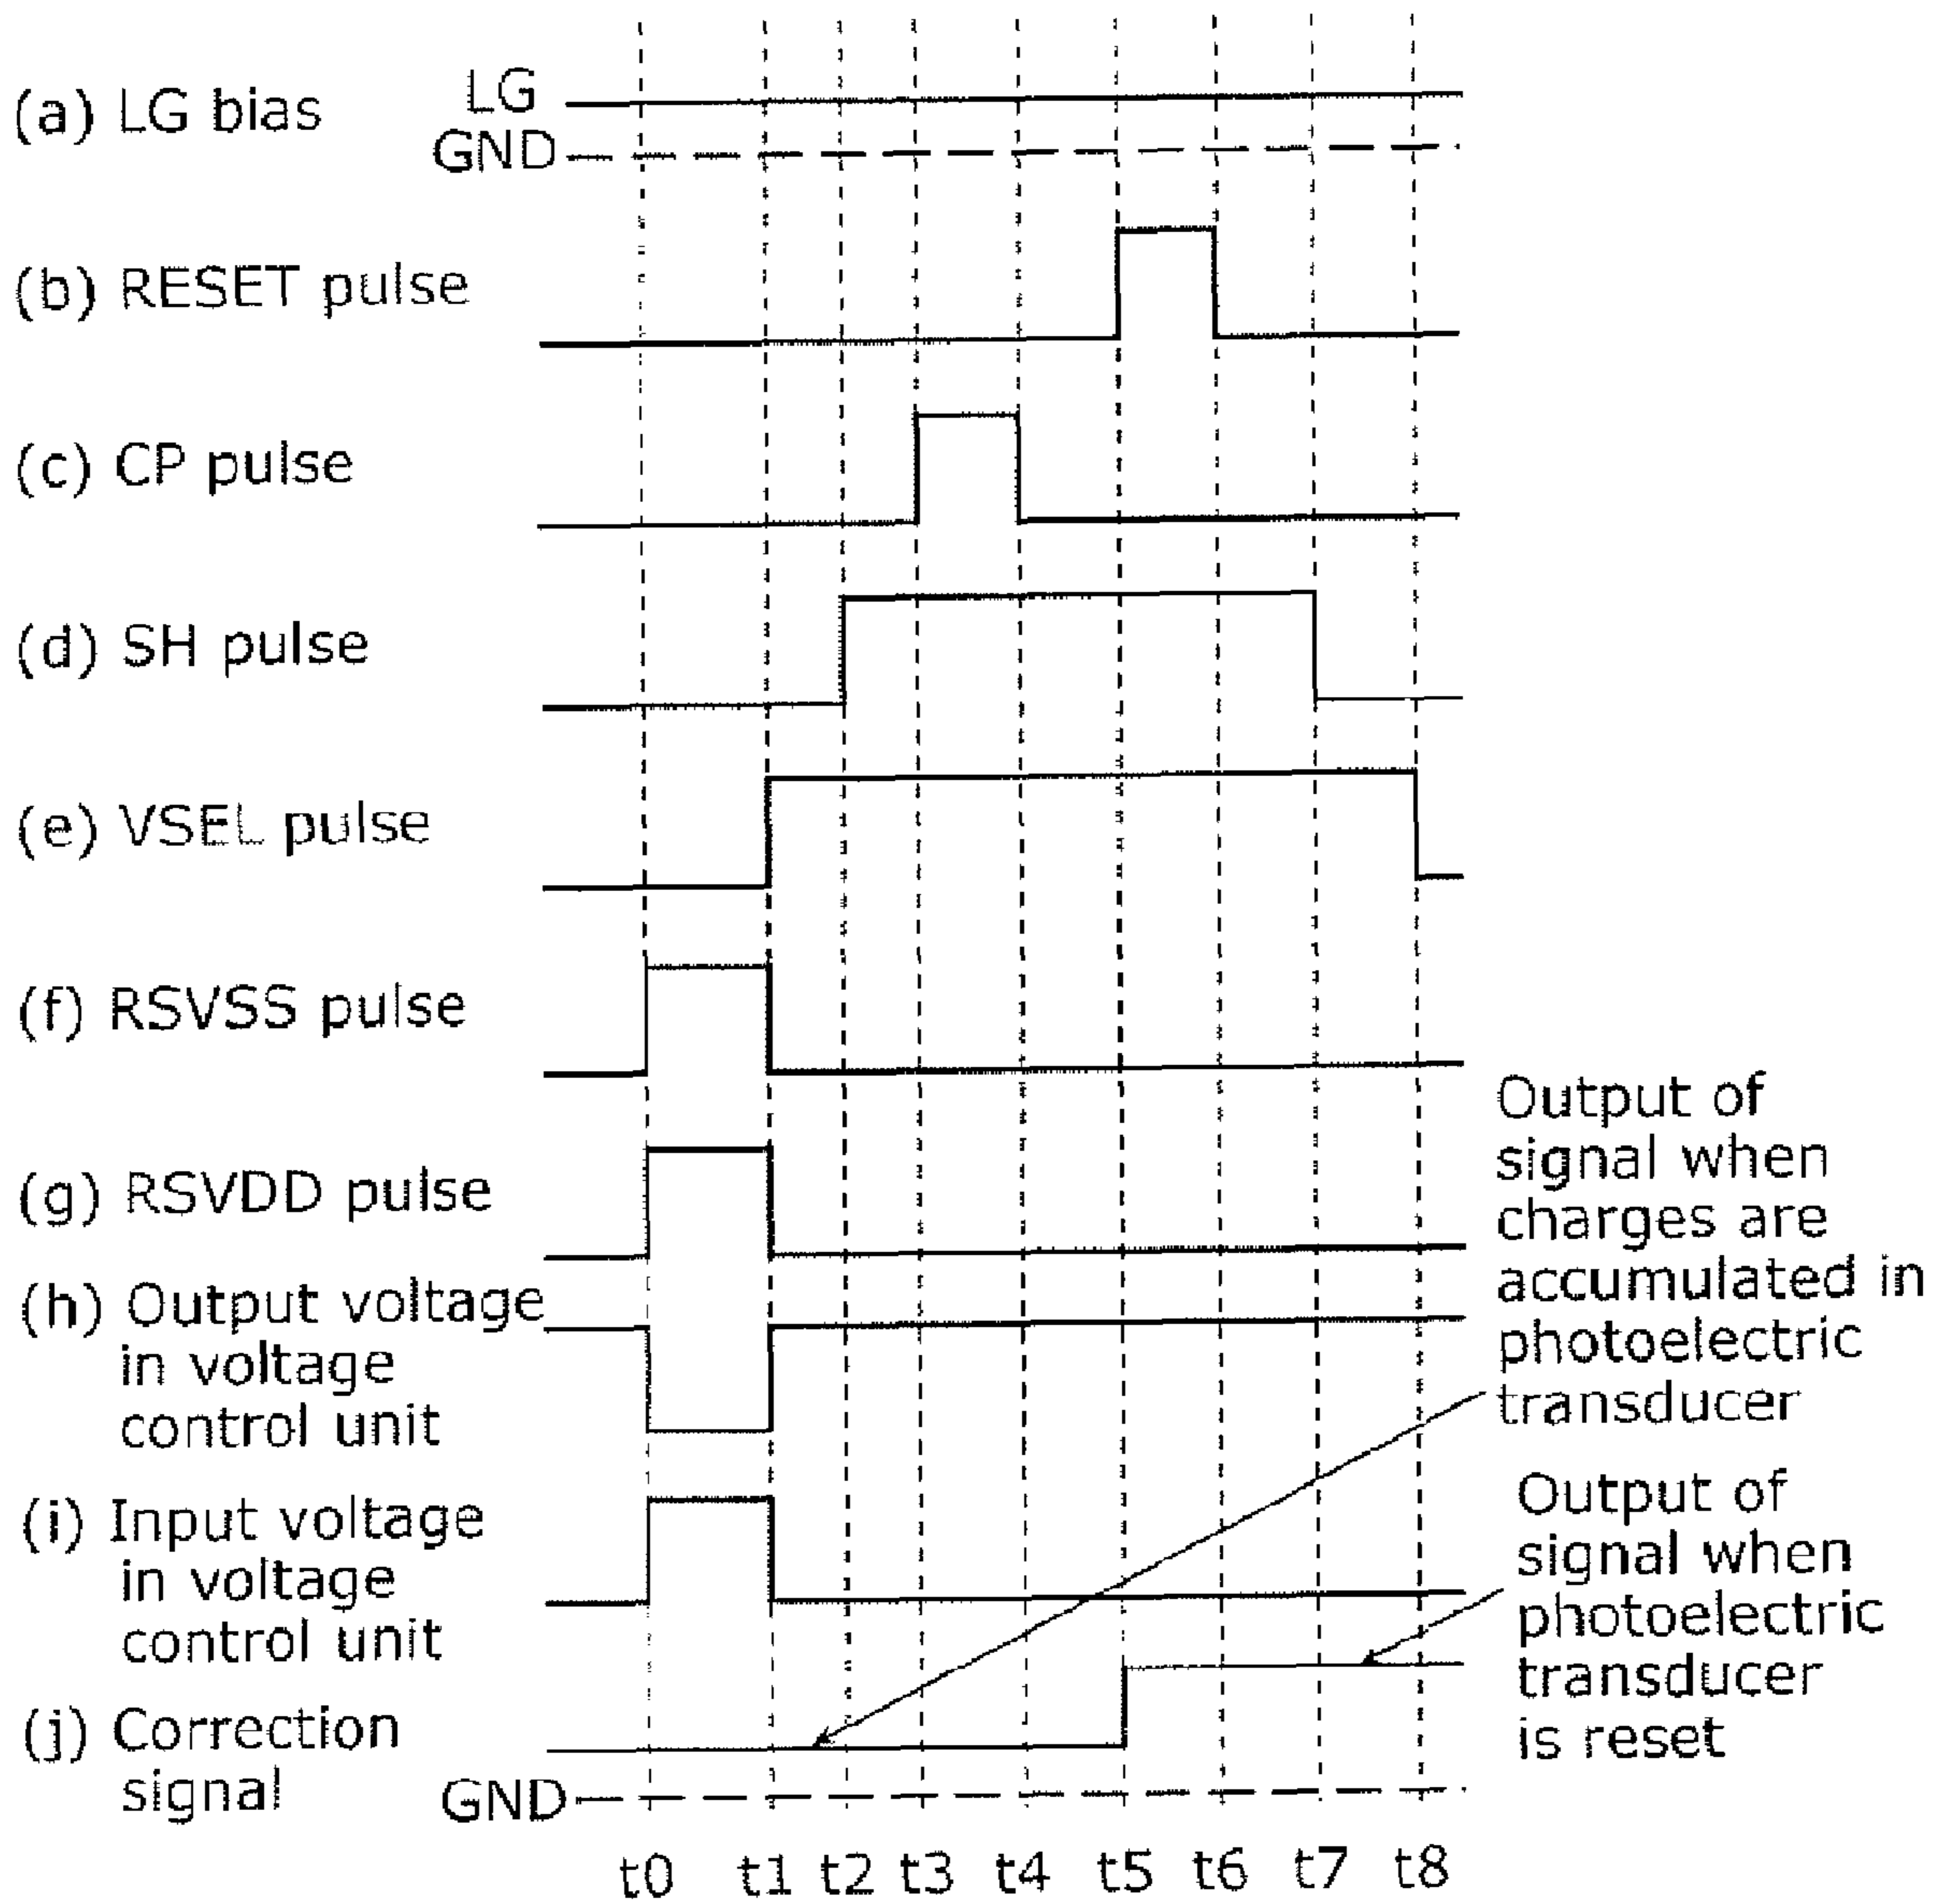 (a) LG bias
LG
GND
(b) RESET pulse
(c) CP pulse
(d) SH pulse
(e) VSEL pulse
(f) RSVSS pulse
(g) RSVDD pulse
(h) Output voltage
in voltage
control unit
(i) Input voltage
in voltage
control unit
(j) Correction
signal
GND
Output of
signal when
charges are
accumulated in
photoelectric
transducer
Output of
signal when
photoelectric
transducer
is reset
t0 t1 t2 t3 t4 t5 t6 t7 t8